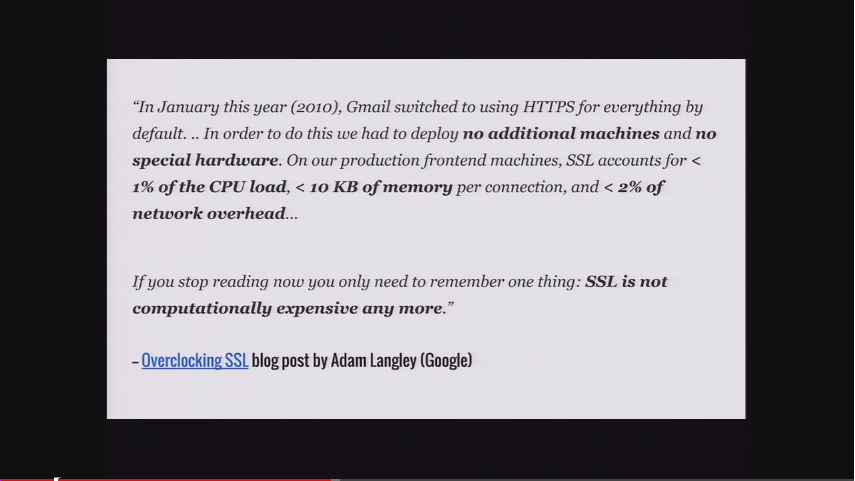 “In January this year (2010), Gmail switched to using HTTPS for everything by
default. .. In order to do this we had to deploy no additional machines and no
special hardware. On our production frontend machines, SSL accounts for <
1% of the CPU load, < 10 KB of memory per connection, and < 2% of
network overhead...
If you stop reading now you only need to remember one thing: SSL is not
computationally expensive any more.”
– Overclocking SSL blog post by Adam Langley (Google)